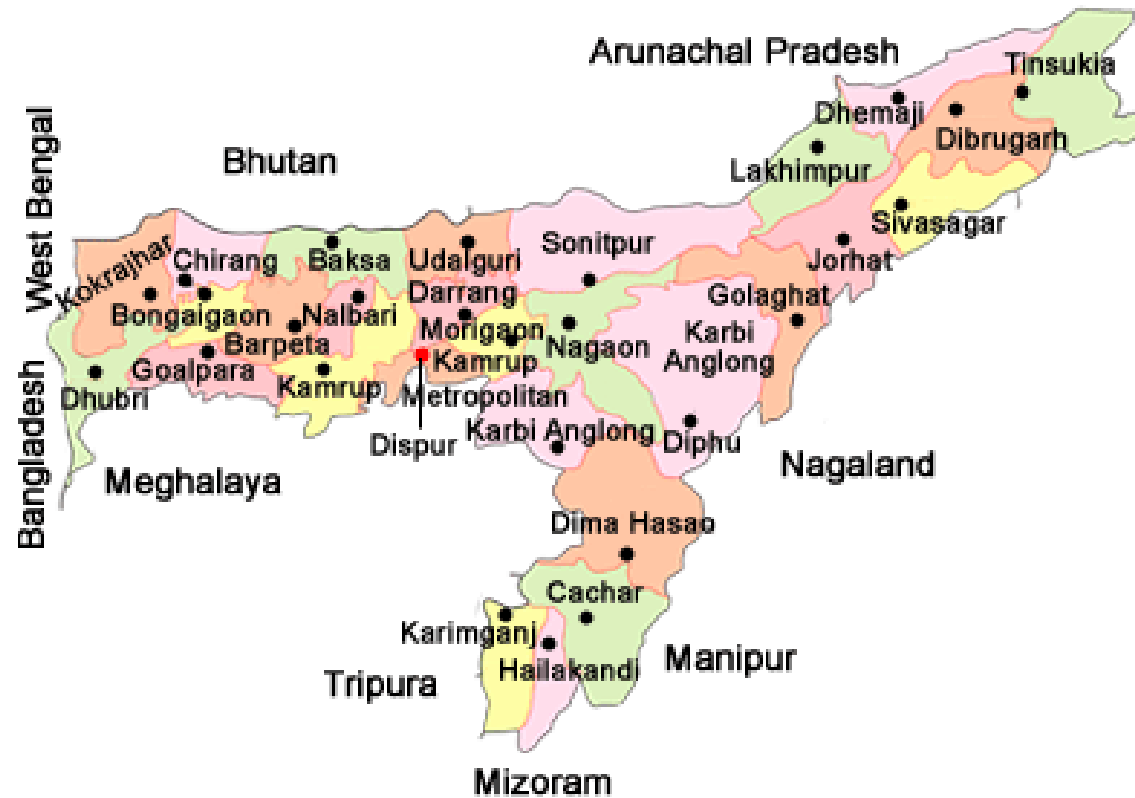 Arunachal Pradesh
Tinsukia
Dhemaji
Dibrugarh
Bhutan
Lakhimpur
West Bengal
Sivasagar
Kokrajhar
Chirang
Baksa
Udalguri
Sonitpur
Jorhat
Bongaigaon
Nalbari
Darrang
Golaghat
Barpeta
Morigaon
Nagaon
Karbi
Anglong
Goalpara
Kamrup
Kamrup
Metropolitan
Dhubri
Bangladesh
Dispur
Karbi Anglong
Diphu
Meghalaya
Nagaland
Dima Hasao
Cachar
Karimganj
Hailakandi
Manipur
Tripura
Mizoram